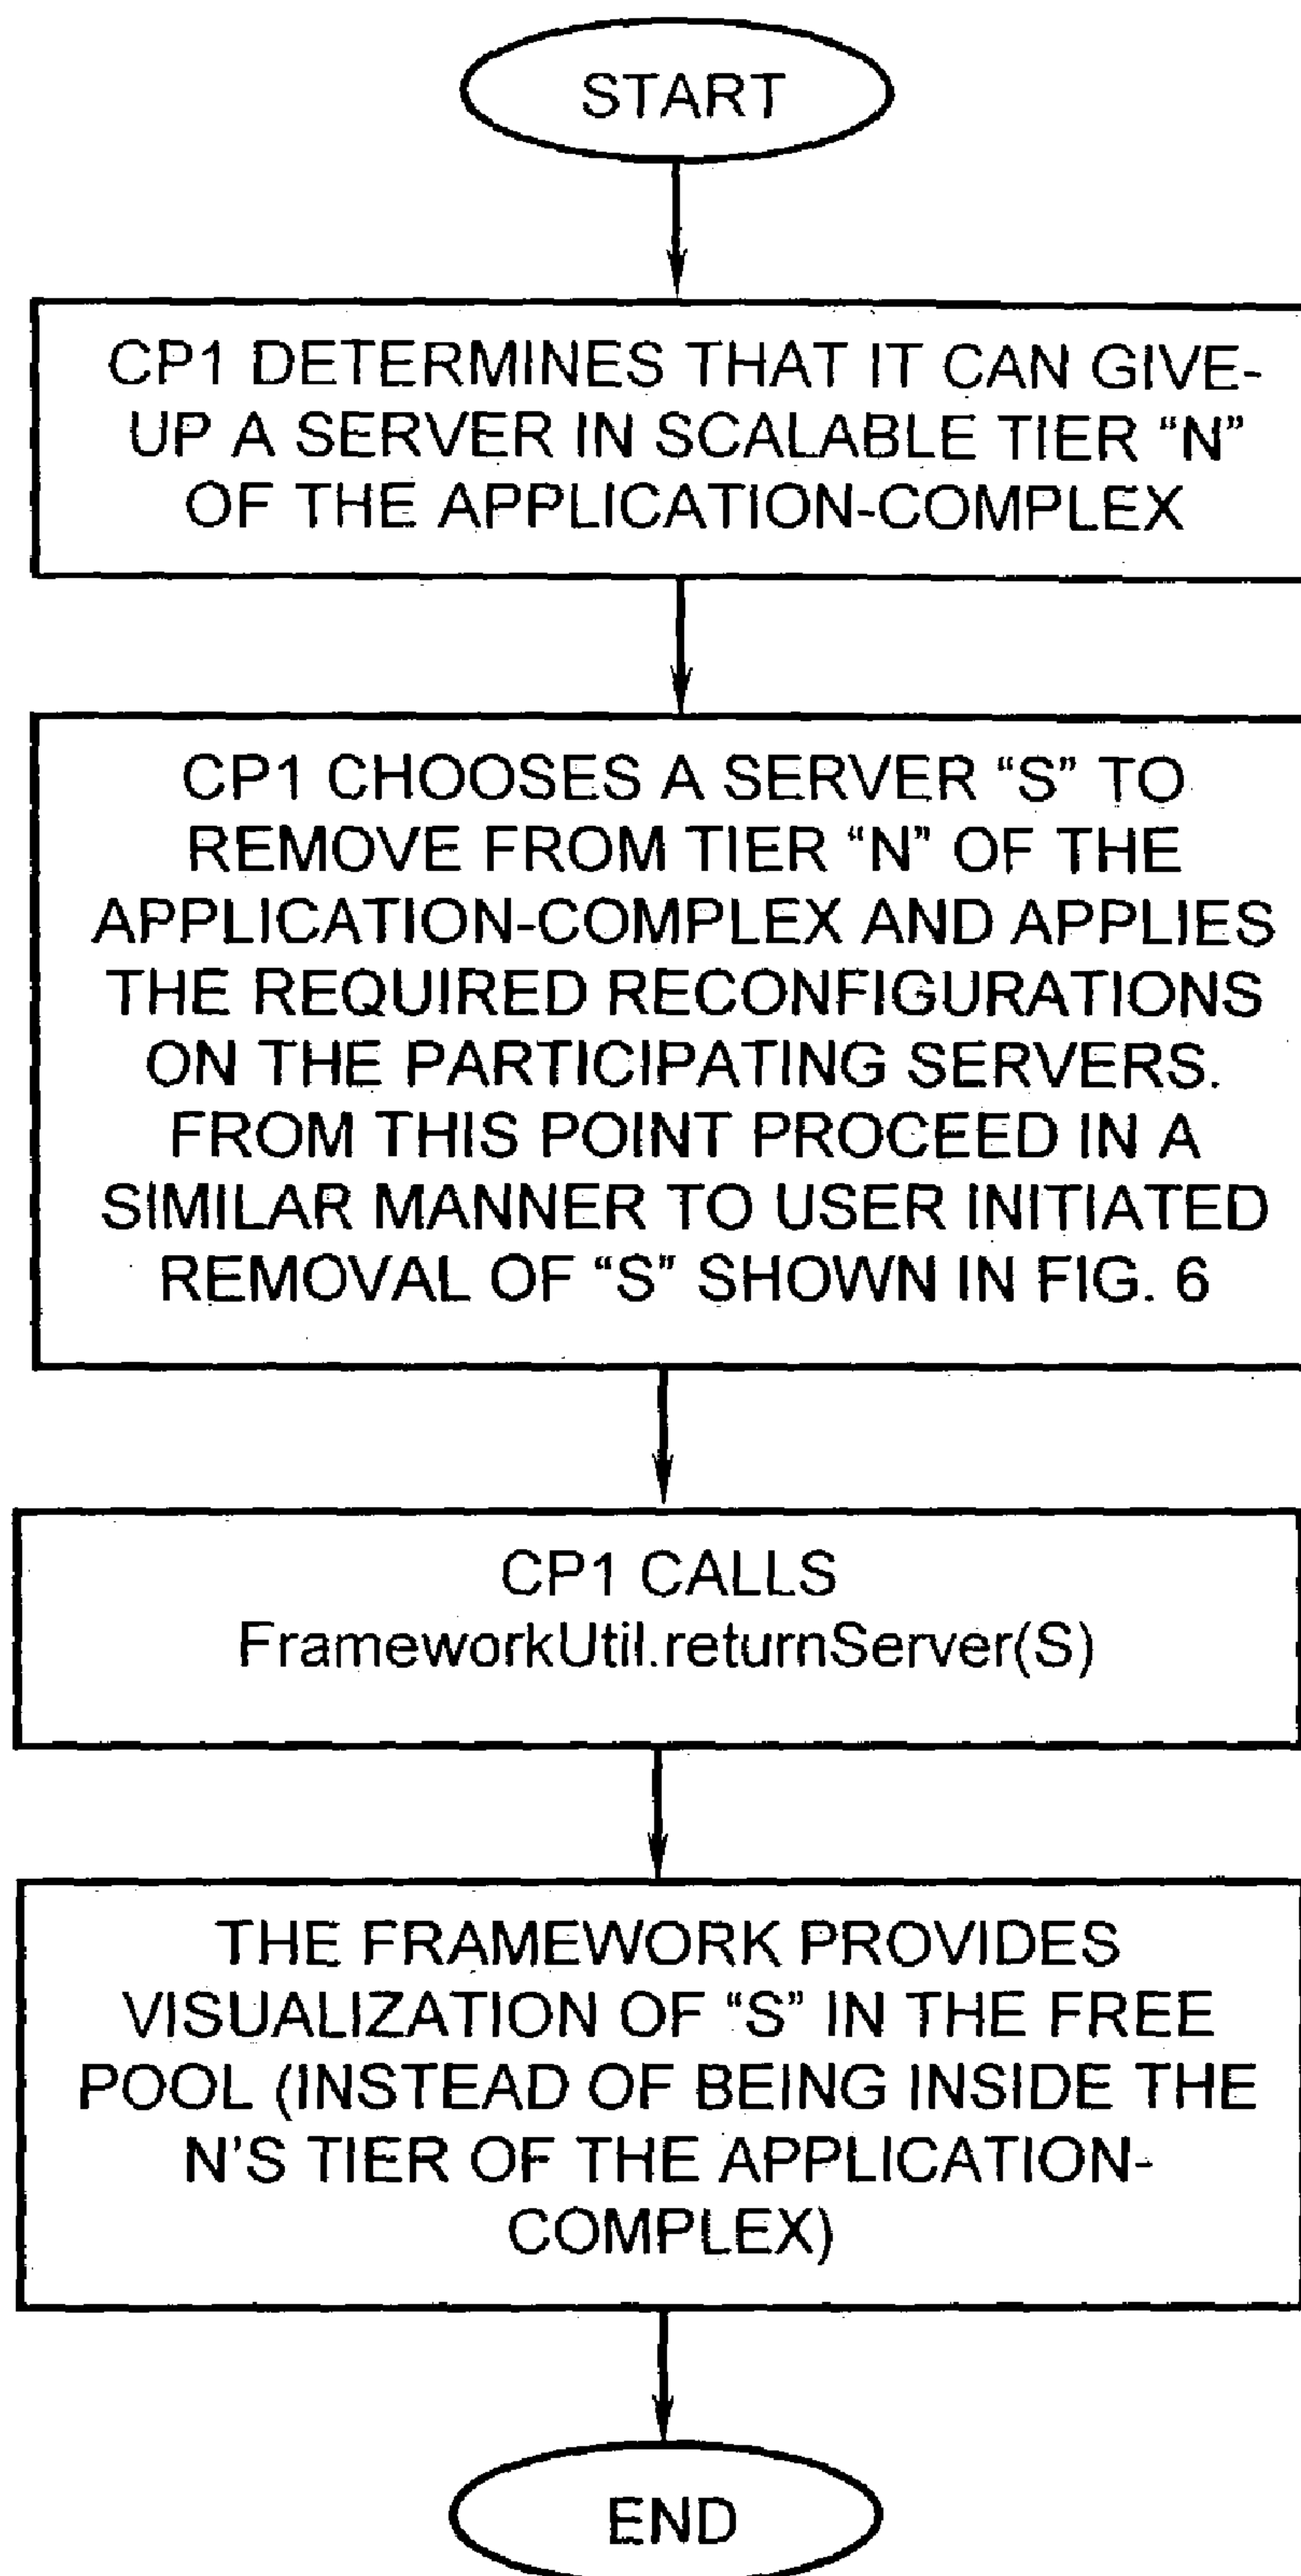 START
CP1 DETERMINES THAT IT CAN GIVE-
UP A SERVER IN SCALABLE TIER “N”
OF THE APPLICATION-COMPLEX
CP1 CHOOSES A SERVER “S” TO
REMOVE FROM TIER “N” OF THE
APPLICATION-COMPLEX AND APPLIES
THE REQUIRED RECONFIGURATIONS
ON THE PARTICIPATING SERVERS.
FROM THIS POINT PROCEED IN A
SIMILAR MANNER TO USER INITIATED
REMOVAL OF “S” SHOWN IN FIG. 6
CP1 CALLS
FrameworkUtil.returnServer(S)
THE FRAMEWORK PROVIDES
VISUALIZATION OF “S” IN THE FREE
POOL (INSTEAD OF BEING INSIDE THE
N’S TIER OF THE APPLICATION-
COMPLEX)
END